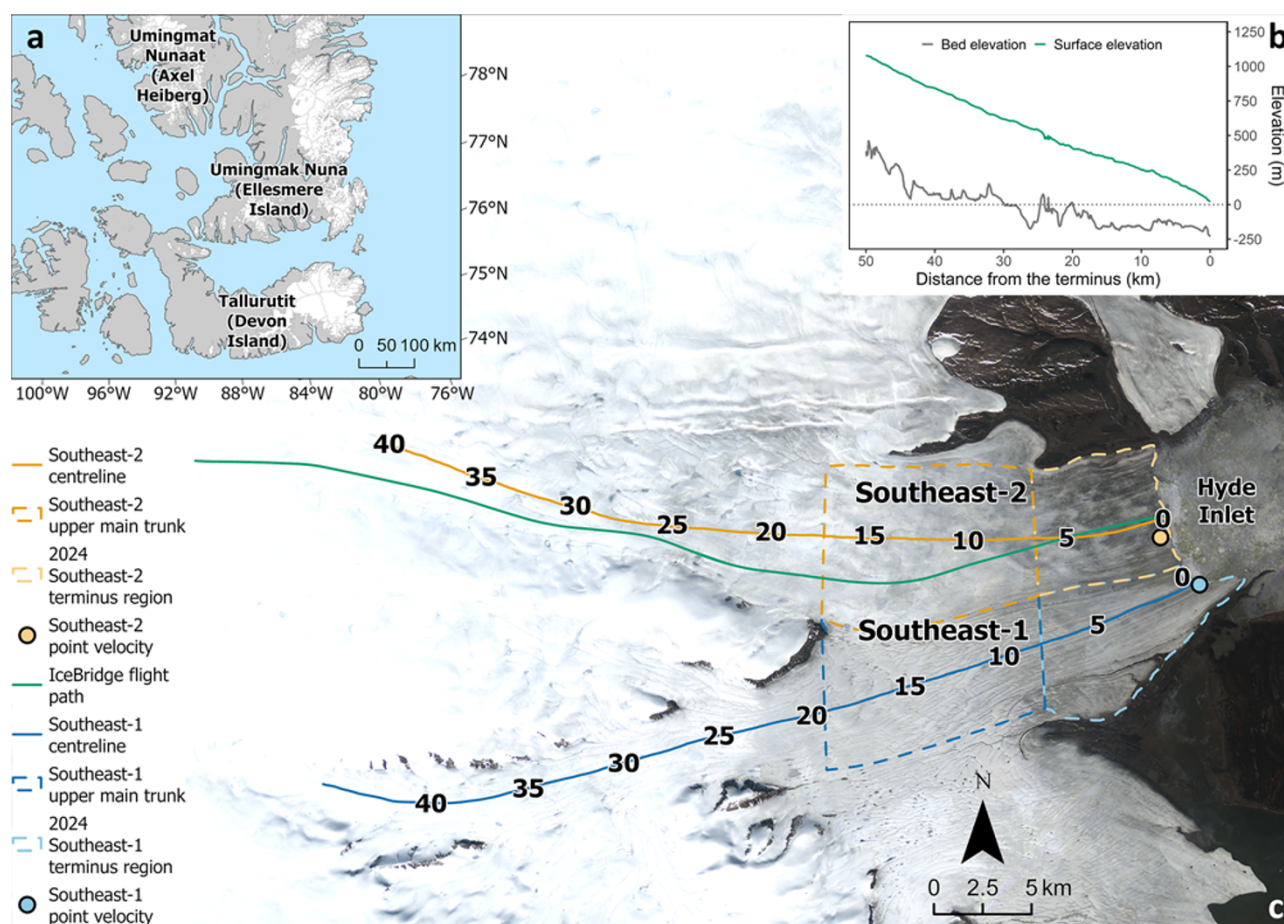 a
Umingmat
Nunaat
(Axel
Heiberg)
Umingmak Nuna
(Ellesmere
Island)
Tallurutit
(Devon
Island)
0 50 100 km
78°N
77°N
76°N
75°N
74°N
100°W 96°W 92°W 88°W 84°W 80°W 76°W
b
Bed elevation Surface elevation
1250
1000
750
500
250
0
-250
Elevation (m)
50 40 30 20 10 0
Distance from the terminus (km)
Southeast-2
centreline
Southeast-2
upper main trunk
2024
Southeast-2
terminus region
Southeast-2
point velocity
IceBridge flight
path
Southeast-1
centreline
Southeast-1
upper main trunk
2024
Southeast-1
terminus region
Southeast-1
point velocity
40 35 30 25 20 15 10 5 0
Southeast-2
Hyde
Inlet
Southeast-1
40 35 30 25 20 15 10 5 0
N
0 2.5 5 km
c